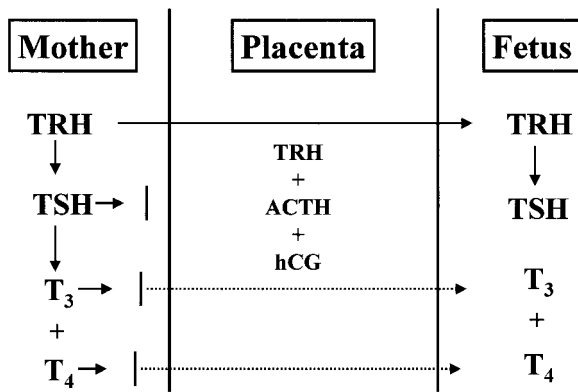 Mother Placenta Fetus
TRH TRH
TRH
+
TSH ACTH TSH
+
hCG
T3 T3
+ +
T4 T4